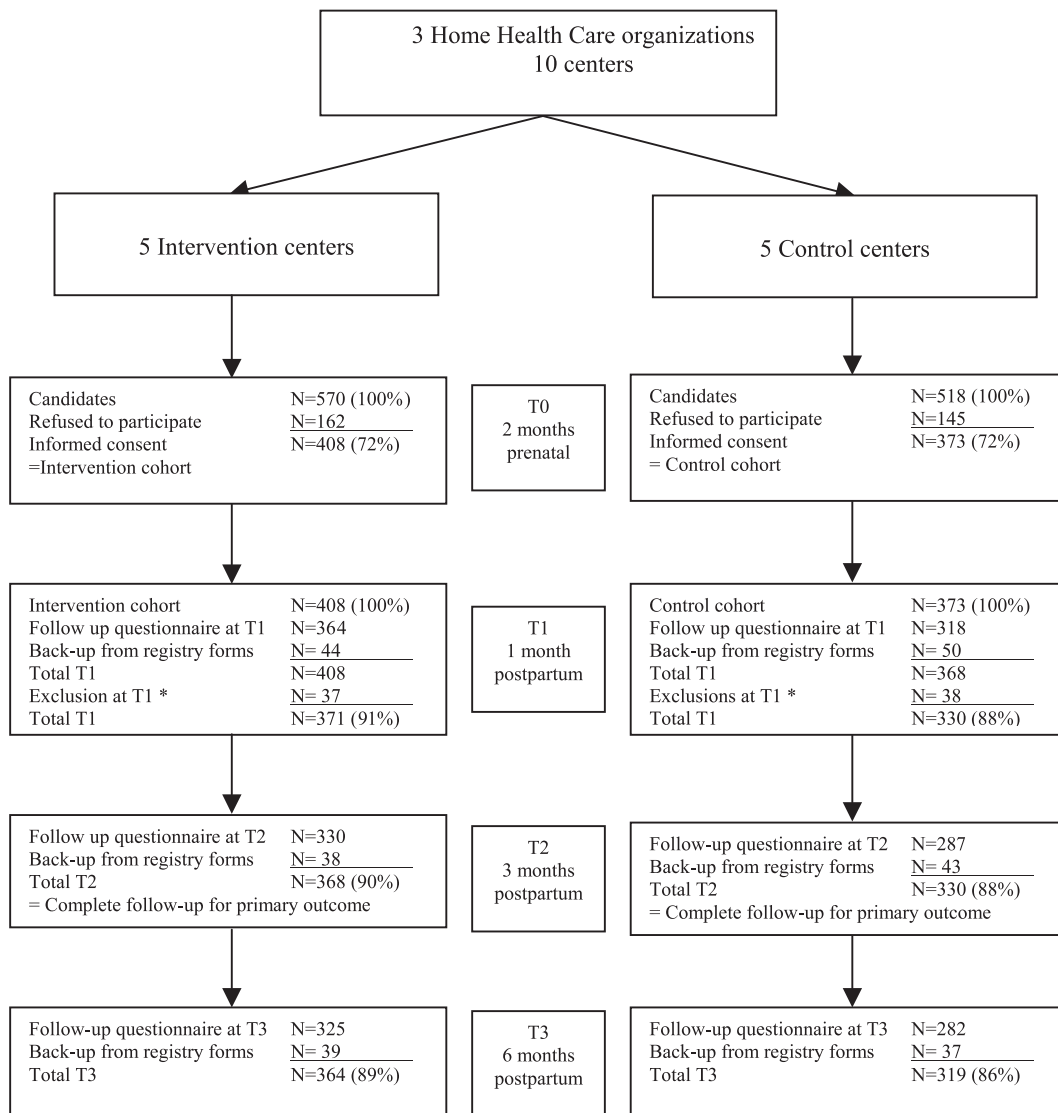 3 Home Health Care organizations
10 centers
5 Intervention centers
5 Control centers
Candidates N=570 (100%)
Refused to participate N=162
Informed consent N=408 (72%)
=Intervention cohort
T0
2 months
prenatal
Candidates N=518 (100%)
Refused to participate N=145
Informed consent N=373 (72%)
= Control cohort
Intervention cohort N=408 (100%)
Follow up questionnaire at T1 N=364
Back-up from registry forms N= 44
Total T1 N=408
Exclusion at T1 * N= 37
Total T1 N=371 (91%)
T1
1 month
postpartum
Control cohort N=373 (100%)
Follow up questionnaire at T1 N=318
Back-up from registry forms N= 50
Total T1 N=368
Exclusions at T1 * N= 38
Total T1 N=330 (88%)
Follow up questionnaire at T2 N=330
Back-up from registry forms N= 38
Total T2 N=368 (90%)
= Complete follow-up for primary outcome
T2
3 months
postpartum
Follow-up questionnaire at T2 N=287
Back-up from registry forms N= 43
Total T2 N=330 (88%)
= Complete follow-up for primary outcome
Follow-up questionnaire at T3 N=325
Back-up from registry forms N= 39
Total T3 N=364 (89%)
T3
6 months
postpartum
Follow-up questionnaire at T3 N=282
Back-up from registry forms N= 37
Total T3 N=319 (86%)